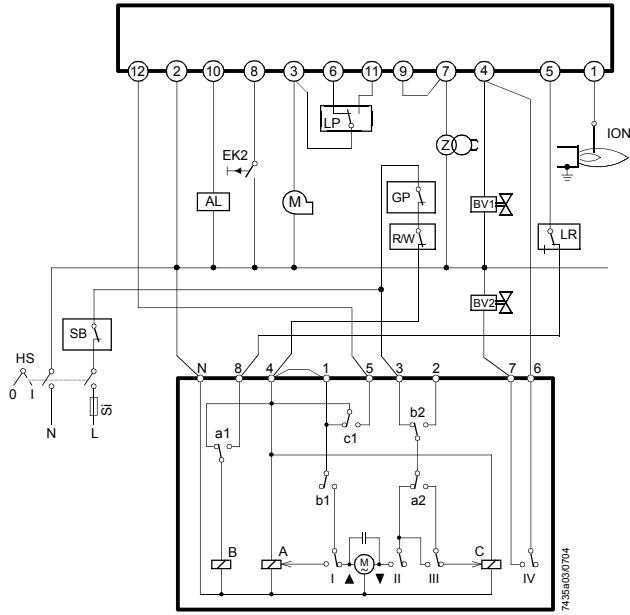 12 2 10 8 3 6 11 9 7 4 5 1
LP
ION
EK2
Z
GP
AL
M
BV1
R/W
LR
BV2
SB
HS
0 I
Si
N L
N 8 4 1 5 3 2 7 6
b2
a1
c1
b1
a2
B A M ~ C
I II III IV
7435a03/0704